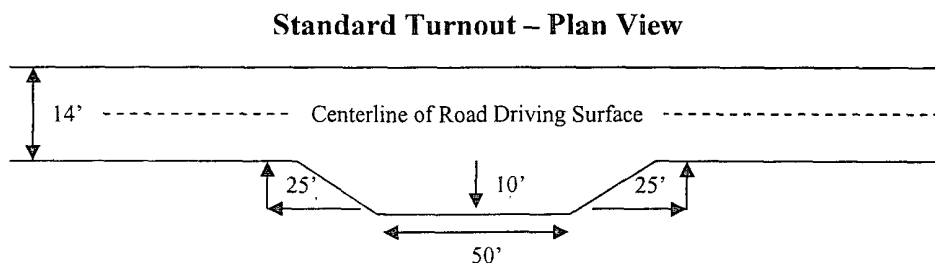 Standard Turnout – Plan View
14’
Centerline of Road Driving Surface
25’
10’
25’
50’